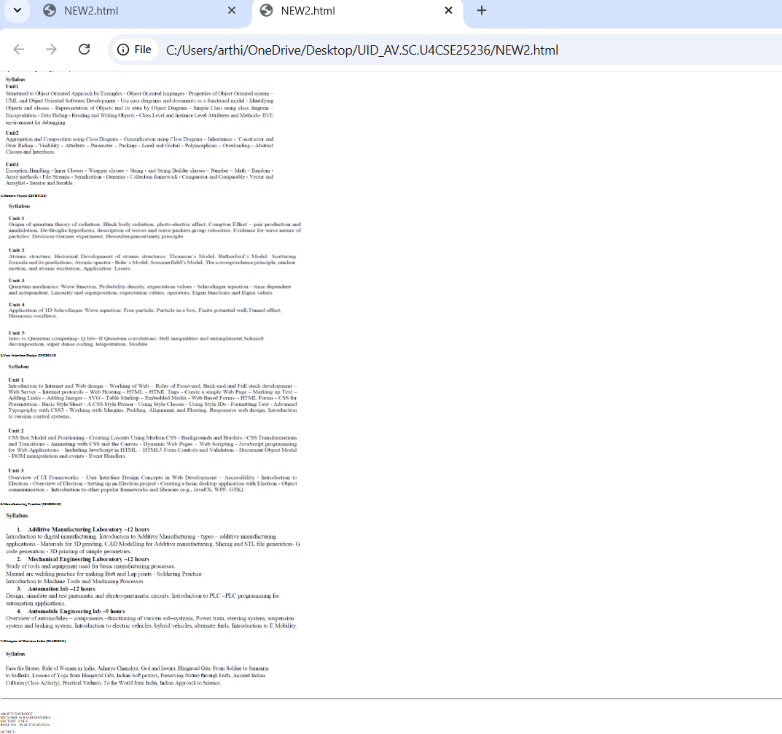 NEW2.html
NEW2.html
File
C:/Users/arthi/OneDrive/Desktop/UID_AV.SC.U4CSE25236/NEW2.html
Syllabus
Unit1
Structured to Object Oriented Approach by Examples - Object Oriented languages - Properties of Object Oriented system –
UML and Object Oriented Software Development - Use case diagrams and documents as a functional model - Identifying
Objects and classes - Representation of Objects and its state by Object Diagram - Simple Class using class diagram -
Encapsulation - Data Hiding - Reading and Writing Objects - Class Level and Instance Level Attributes and Methods-
environment for debugging.
Unit2
Aggregation and Composition using Class Diagram – Generalization using Class Diagram – Inheritance - Constructor and
Over Riding – Visibility – Attribute – Parameter – Package - Local and Global - Polymorphism – Overloading - Abstract
Classes and Interfaces.
Unit3
Exception Handling - Inner Classes - Wrapper classes – String - and String Builder classes – Number – Math – Random -
Array methods - File Streams - Serialization - Generics - Collection framework - Comparator and Comparable - Vector and
Arraylist - Iterator and Iterable.
Syllabus
Unit 1
Origin of quantum theory of radiation: Black body radiation, photo-electric effect, Compton Effect – pair production and
annihilation, De-Broglie hypothesis, description of waves and wave packets,group velocities. Evidence for wave nature of
particles: Davisson-Germer experiment, Heisenberguncertainty principle.
Unit 2
Atomic structure: Historical Development of atomic structure: Thomson's Model, Rutherford's Model: Scattering
formula and its predictions, Atomic spectra - Bohr's Model, Sommerfield's Model, The correspondence principle, nuclear
motion, and atomic excitation, Application: Lasers.
Unit 3
Quantum mechanics: Wave function, Probability density, expectation values - Schrodinger equation – time dependent
and independent, Linearity and superposition, expectation values, operators, Eigen functions and Eigen values
Unit 4
Application of 1D Schrodinger Wave equation: Free particle, Particle in a box, Finite potential well,Tunnel effect,
Harmonic oscillator.
Unit 5
Intro to Quantum computing- Q bits- II Quantum correlations: Bell inequalities and entanglement,Schmidt
decomposition, super dense coding, teleportation. Module
Syllabus
Unit 1
Introduction to Internet and Web design – Working of Web – Roles of Front-end, Back-end and Full stack development –
Web Server – Internet protocols – Web Hosting – HTML – HTML Tags – Create a simple Web Page – Marking up Text –
Adding Links – Adding Images – SVG – Table Markup – Embedded Media - Web Based Forms – HTML Forms - CSS for
Presentation - Basic Style Sheet - A CSS Style Primer - Using Style Classes - Using Style IDs - Formatting Text - Advanced
Typography with CSS3 - Working with Margins, Padding, Alignment, and Floating. Responsive web design, Introduction
to version control systems.
Unit 2
CSS Box Model and Positioning - Creating Layouts Using Modern CSS - Backgrounds and Borders - CSS Transformations
and Transitions - Animating with CSS and the Canvas - Dynamic Web Pages – Web Scripting - JavaScript programming
for Web Applications – Including JavaScript in HTML – HTML5 Form Controls and Validation - Document Object Model
- DOM manipulation and events - Event Handlers
Unit 3
Overview of UI Frameworks – User Interface Design Concepts in Web Development – Accessibility – Introduction to
Electron - Overview of Electron - Setting up an Electron project - Creating a basic desktop application with Electron - Object
communication - Introduction to other popular frameworks and libraries (e.g., JavaFX, WPF, GTK).
Syllabus
1. Additive Manufacturing Laboratory –12 hours
Introduction to digital manufacturing, Introduction to Additive Manufacturing - types – additive manufacturing
applications - Materials for 3D printing, CAD Modelling for Additive manufacturing, Slicing and STL file generation- G
code generation - 3D printing of simple geometries.
2. Mechanical Engineering Laboratory –12 hours
Study of tools and equipment used for basic manufacturing processes.
Manual arc welding practice for making Butt and Lap joints - Soldering Practice
Introduction to Machine Tools and Machining Processes
3. Automation lab –12 hours
Design, simulate and test pneumatic and electro-pneumatic circuits. Introduction to PLC –PLC programming for
automation applications.
4. Automobile Engineering lab –9 hours
Overview of automobiles – components –functioning of various sub-systems; Power train, steering system, suspension
system and braking system. Introduction to electric vehicles, hybrid vehicles, alternate fuels. Introduction to E Mobility.
Syllabus
Face the Brave, Role of Women in India, Acharya Chanakya, God and Iswara, Bhagavad Gita: From Soldier to Samsarin
to Sadhaka, Lessons of Yoga from Bhagavad Gita, Indian Soft powers, Preserving Nature through Faith, Ancient Indian
Cultures (Class Activity), Practical Vedanta, To the World from India, Indian Approach to Science.